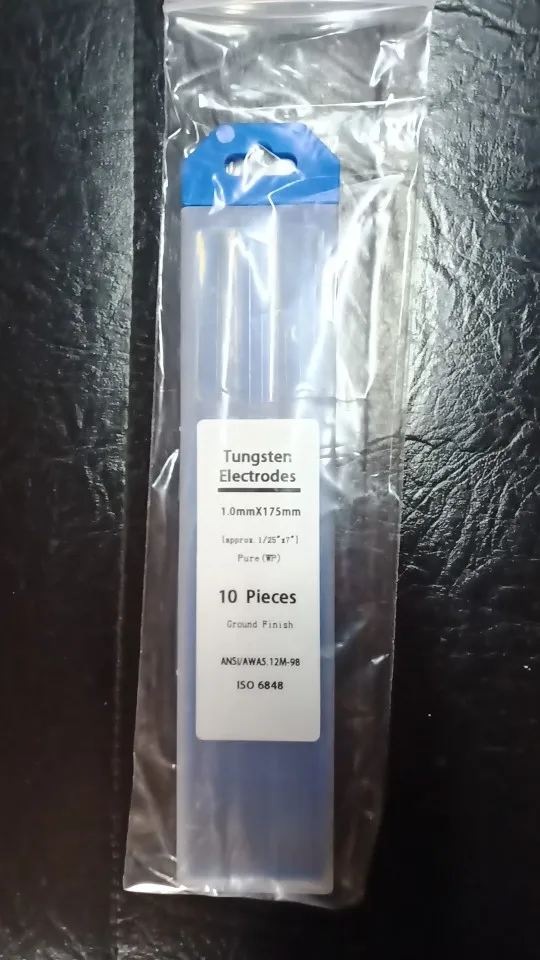 Tungsten
Electrodes
1.0mmX175mm
(approx.1/25"x7")
Pure(WP)
10 Pieces
Ground Finish
ANSI/AWA5.12M-98
ISO 6848